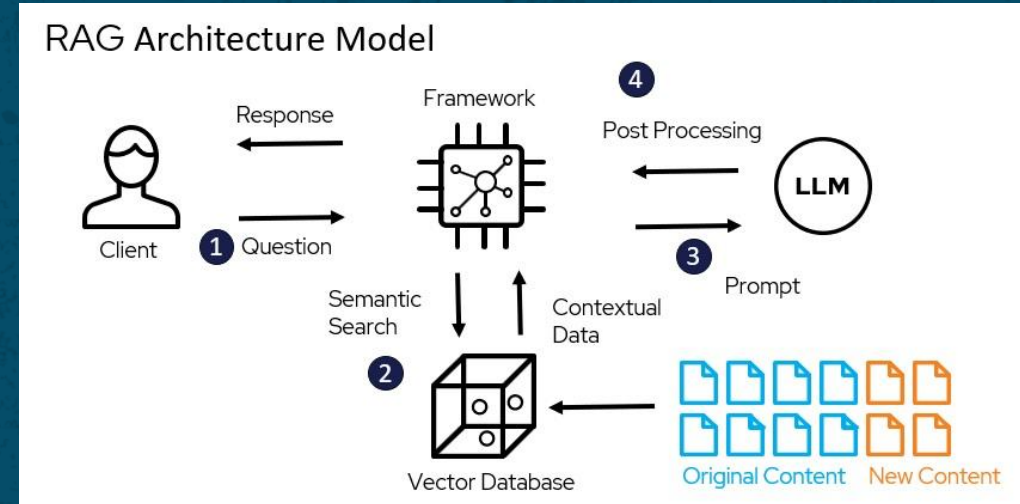 RAG Architecture Model
4
Framework
Response
Post Processing
LLM
Client
1 Question
3
Prompt
Semantic
Search
Contextual
Data
2
Vector Database
Original Content New Content